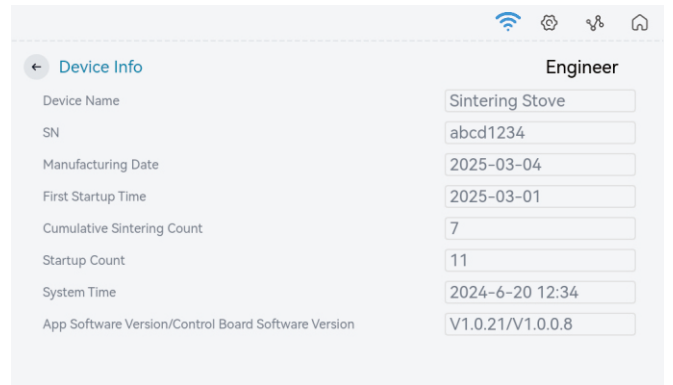 Device Info
Engineer
Device Name
Sintering Stove
SN
abcd1234
Manufacturing Date
2025-03-04
First Startup Time
2025-03-01
Cumulative Sintering Count
7
Startup Count
11
System Time
2024-6-20 12:34
App Software Version/Control Board Software Version
V1.0.21/V1.0.0.8